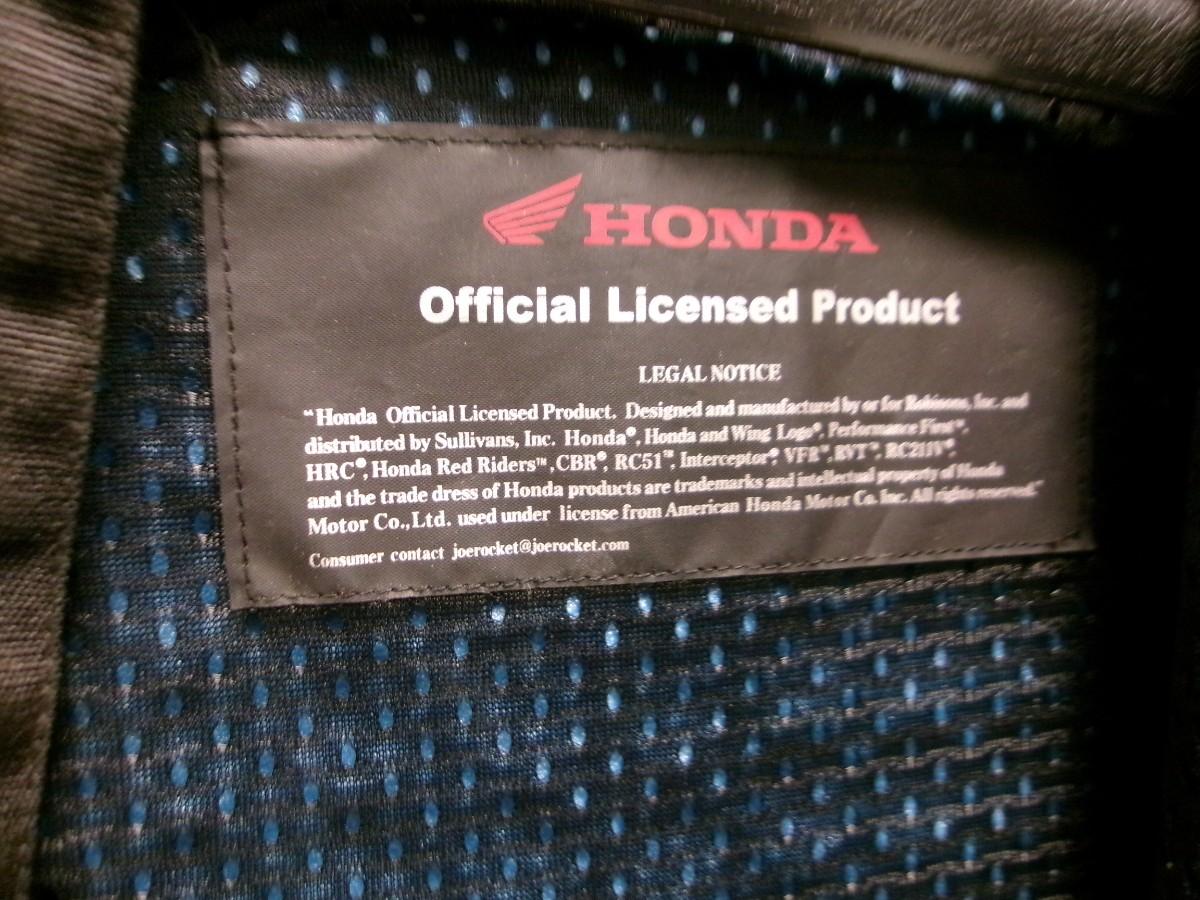 HONDA
Official Licensed Product
LEGAL NOTICE
“Honda Official Licensed Product. Designed and manufactured by or for Robinsons, Inc. and
distributed by Sullivans, Inc. Honda®, Honda and Wing Logo®, Performance First™,
HRC®, Honda Red Riders™, CBR®, RC51™, Interceptor®, VFR®, RVT™, RC211V®,
and the trade dress of Honda products are trademarks and intellectual property of Honda
Motor Co.,Ltd. used under license from American Honda Motor Co. Inc. All rights reserved.”
Consumer contact joerocket@joerocket.com